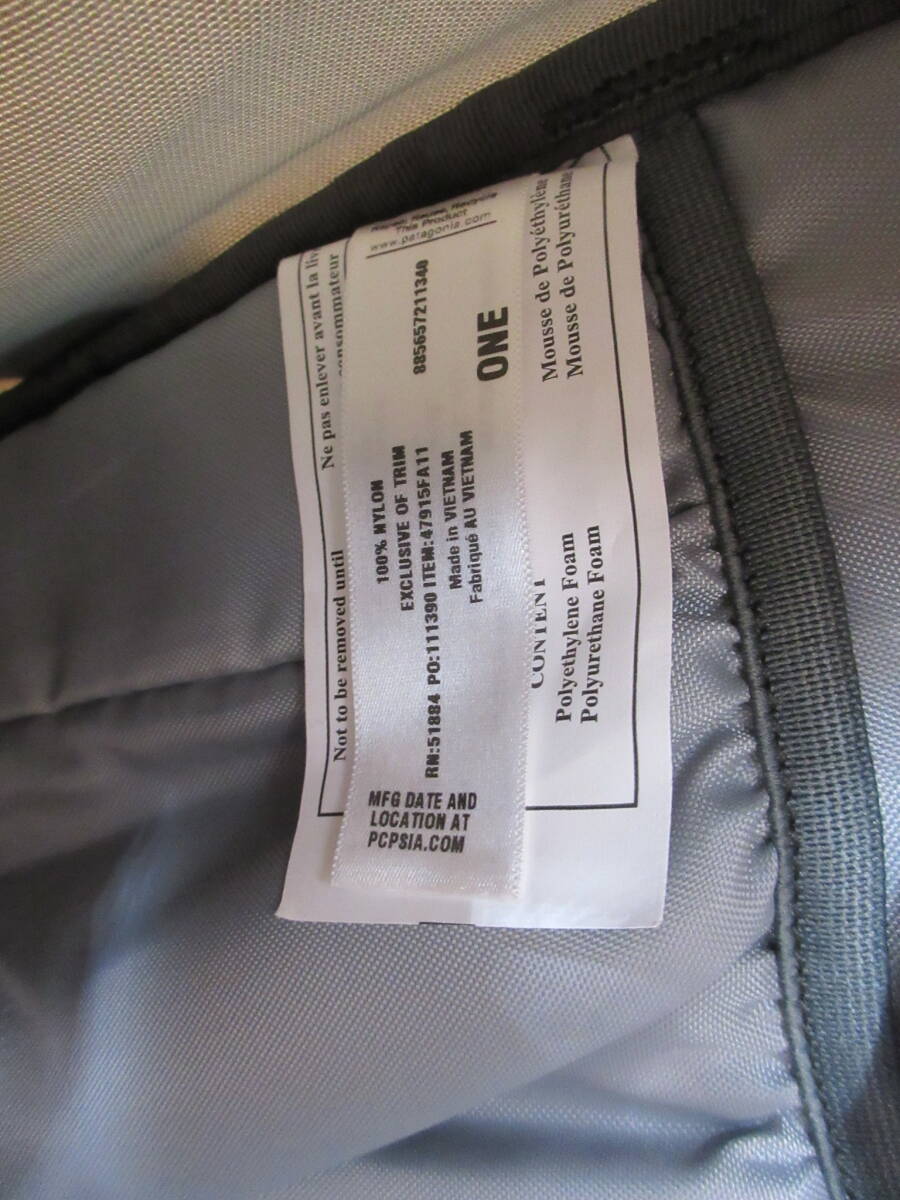 Repair, Reuse, Recycle
This Product
www.patagonia.com
885657211340
ONE
100% NYLON
EXCLUSIVE OF TRIM
RN:51884 PO:111390 ITEM:47915FA11
Made in VIETNAM
Fabriqué AU VIETNAM
MFG DATE AND
LOCATION AT
PCPSIA.COM
Not to be removed until
Ne pas enlever avant la
consommateur
CONTENT
Polyethylene Foam
Polyurethane Foam
Mousse de Polyéthylène
Mousse de Polyuréthane